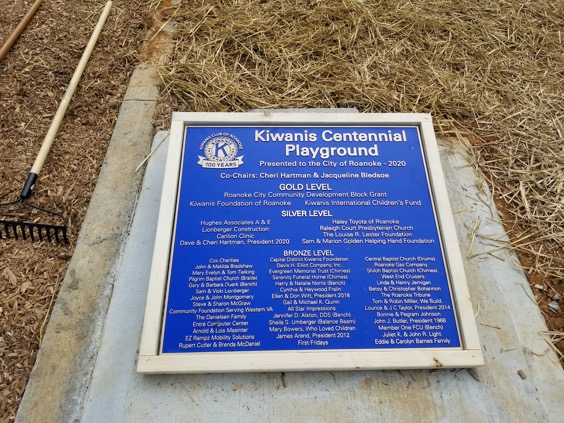 KIWANIS CLUB OF ROANOKE
K
100 YEARS
Kiwanis Centennial
Playground
Presented to the City of Roanoke - 2020
Co-Chairs: Cheri Hartman & Jacqueline Bledsoe
GOLD LEVEL
Roanoke City Community Development Block Grant
Kiwanis Foundation of Roanoke Kiwanis International Children's Fund
SILVER LEVEL
Hughes Associates A & E
Lionberger Construction
Carilion Clinic
Dave & Cheri Hartman, President 2020
Haley Toyota of Roanoke
Raleigh Court Presbyterian Church
The Louise R. Lester Foundation
Sam & Marion Golden Helping Hand Foundation
BRONZE LEVEL
Cox Charities
John & Matilda Bradshaw
Mary Evelyn & Tom Tielking
Pilgrim Baptist Church (Braille)
Gary & Barbara Duerk (Bench)
Sam & Vicki Lionberger
Joyce & John Montgomery
Steve & Sharon McGraw
Community Foundation Serving Western VA
The Danielsen Family
Entré Computer Center
Arnold & Lois Masinter
EZ Rampz Mobility Solutions
Rupert Cutler & Brenda McDaniel
Capital District Kiwanis Foundation
Davis H. Elliot Company, Inc.
Evergreen Memorial Trust (Chimes)
Serenity Funeral Home (Chimes)
Harry & Natalie Norris (Bench)
Cynthia & Heywood Fralin
Ellen & Don Witt, President 2018
Gail & Michael K. Quinn
All Star Impressions
Jennifer D. Alston, DDS (Bench)
Sheila S. Umberger (Balance Beam)
Mary Bowers, Who Loved Children
James Arend, President 2012
First Fridays
Central Baptist Church (Drums)
Roanoke Gas Company
Shiloh Baptist Church (Chimes)
West End Cruisers
Linda & Henry Jernigan
Betsy & Christopher Bohannon
The Roanoke Tribune
Tom & Robin Miller, We Build
Lounice & J C Taylor, President 2014
Bonnie & Pegram Johnson
John J. Butler, President 1968
Member One FCU (Bench)
Juliet K. & John R. Light
Eddie & Carolyn Barnes Family